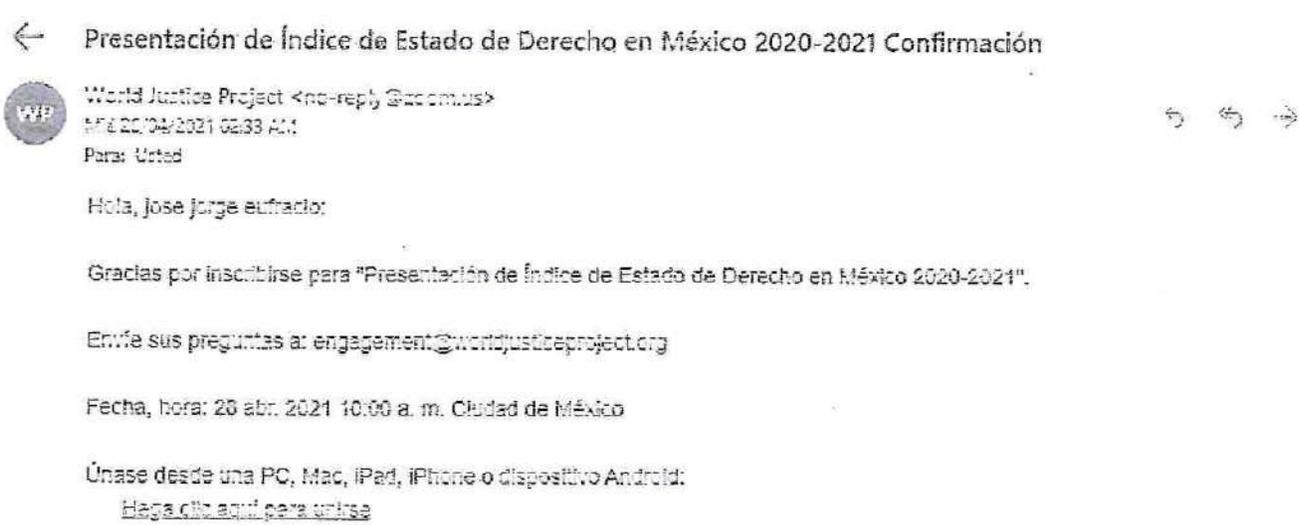 Presentación de Índice de Estado de Derecho en México 2020-2021 Confirmación
WP
World Justice Project <no-reply@zoom.us>
02:33 AM
Para: Usted
Hola, jose jorge eufracio:
Gracias por inscribirse para "Presentación de Índice de Estado de Derecho en México 2020-2021".
Envíe sus preguntas a: engagement@worldjusticeproject.org
Fecha, hora: 28 abr. 2021 10:00 a. m. Ciudad de México
Únase desde una PC, Mac, iPad, iPhone o dispositivo Android:
Haga clic aquí para unirse